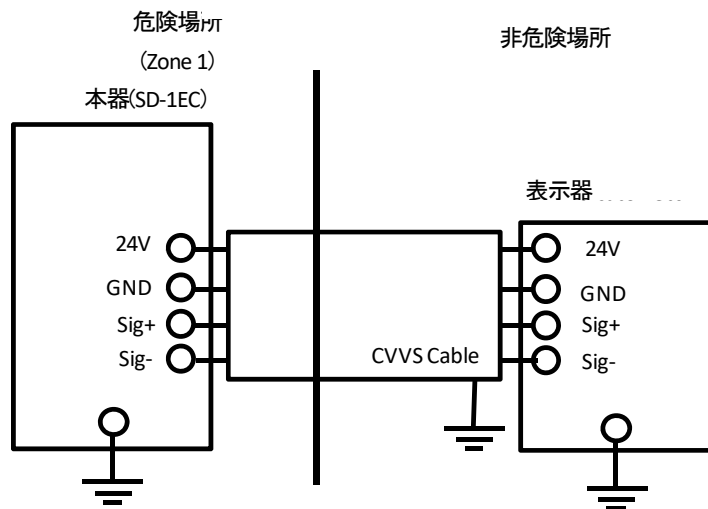 危険場所
(Zone 1)
本器(SD-1EC)
非危険場所
表示器
24V
GND
Sig+
Sig-
CVVS Cable
24V
GND
Sig+
Sig-